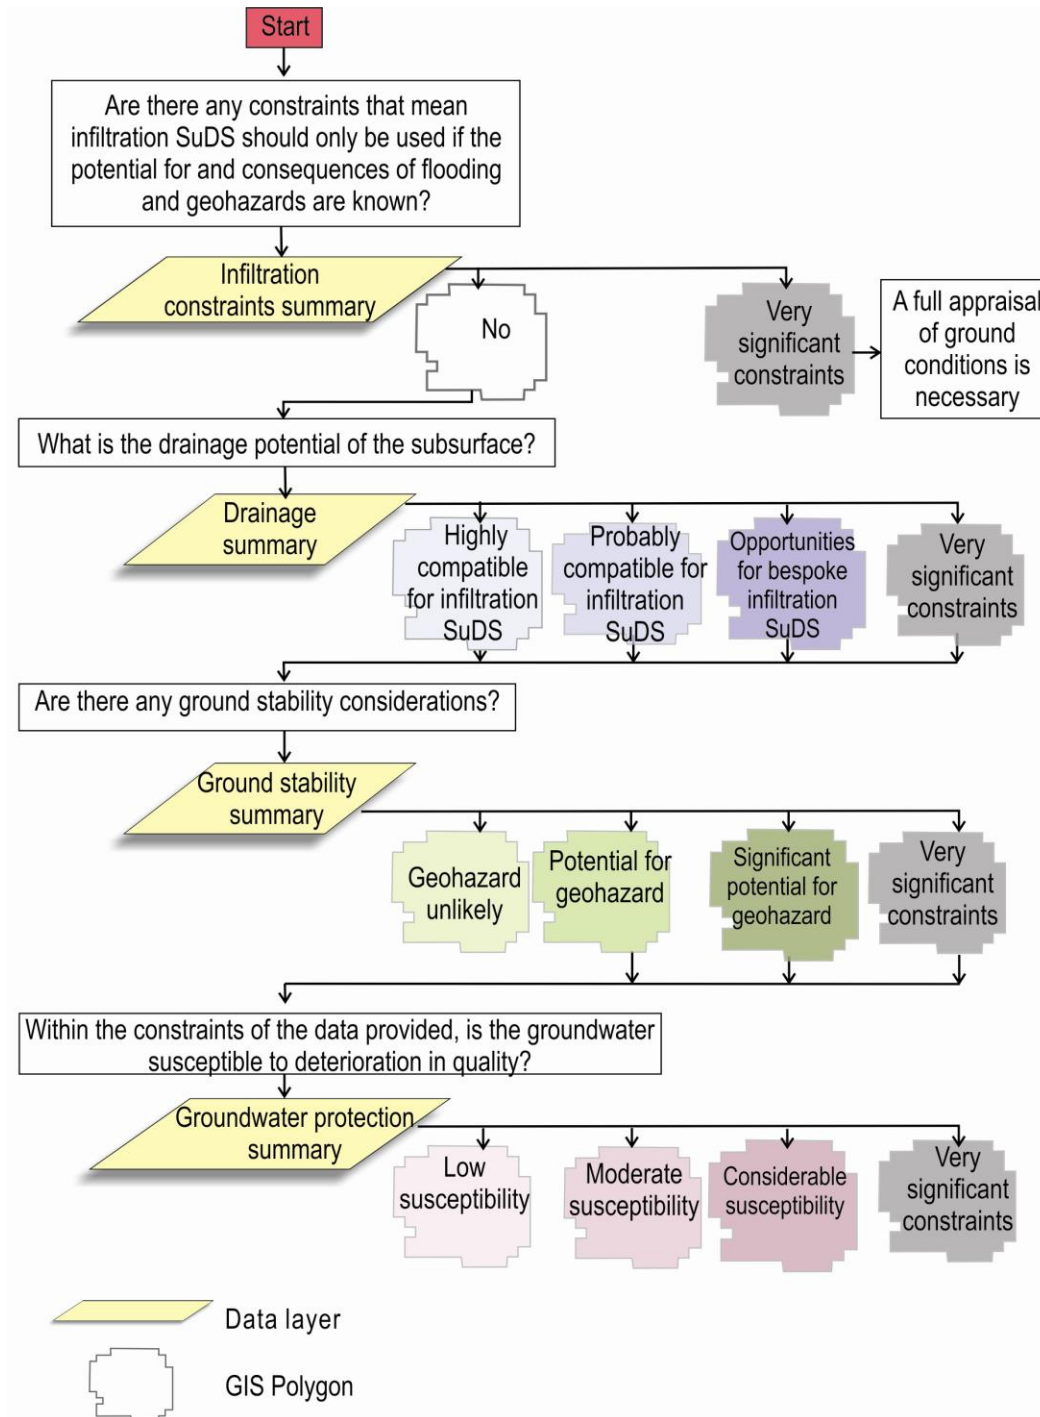 Start
Are there any constraints that mean
infiltration SuDS should only be used if the
potential for and consequences of flooding
and geohazards are known?
Infiltration
constraints summary
No
Very
significant
constraints
A full appraisal
of ground
conditions is
necessary
What is the drainage potential of the subsurface?
Drainage
summary
Highly
compatible
for infiltration
SuDS
Probably
compatible for
infiltration
SuDS
Opportunities
for bespoke
infiltration
SuDS
Very
significant
constraints
Are there any ground stability considerations?
Ground stability
summary
Geohazard
unlikely
Potential for
geohazard
Significant
potential for
geohazard
Very
significant
constraints
Within the constraints of the data provided, is the groundwater
susceptible to deterioration in quality?
Groundwater protection
summary
Low
susceptibility
Moderate
susceptibility
Considerable
susceptibility
Very
significant
constraints
Data layer
GIS Polygon